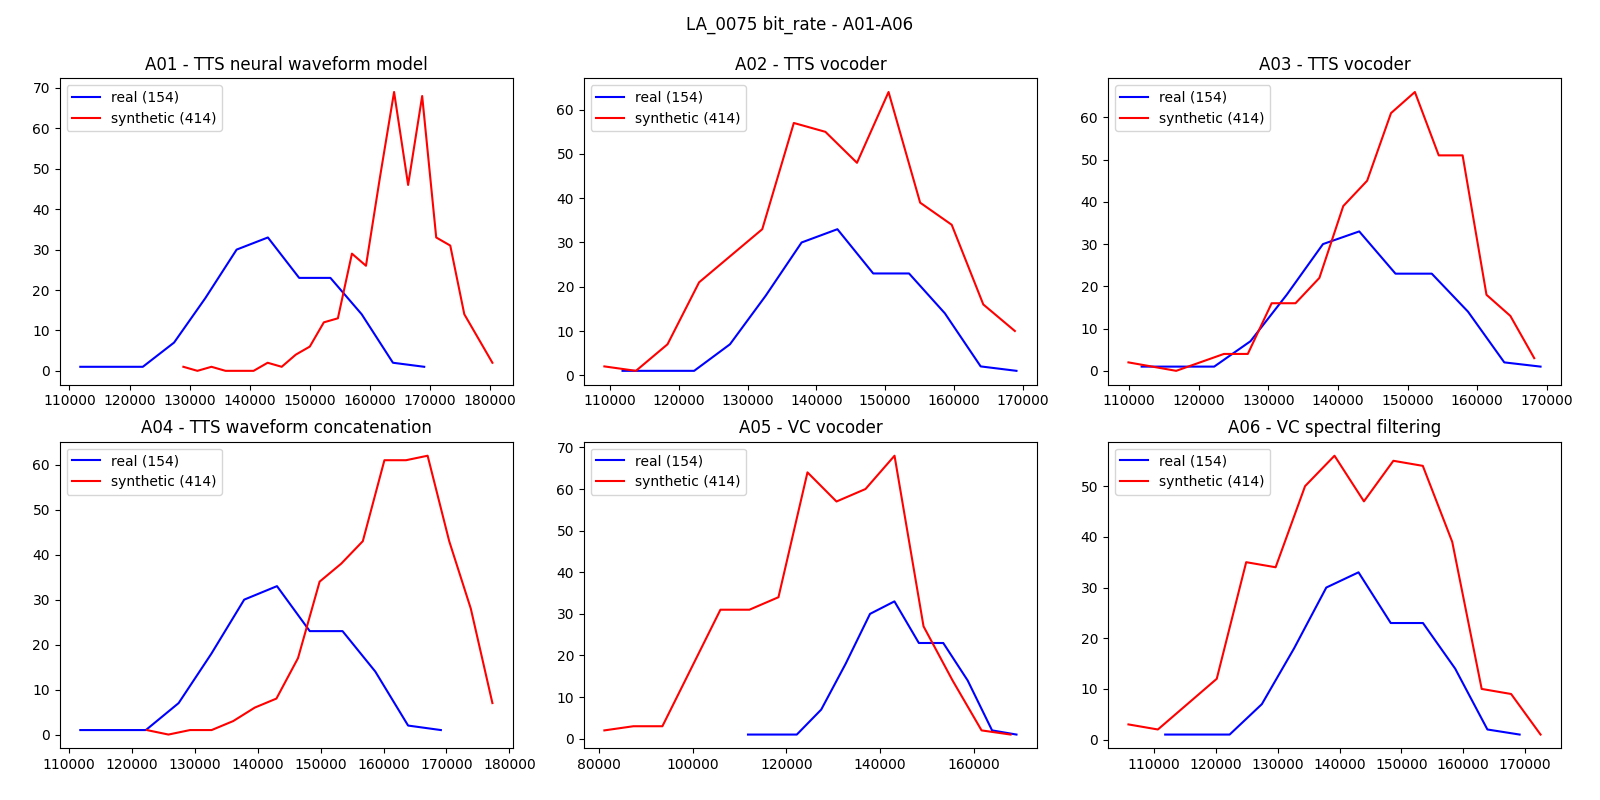 LA_0075 bit_rate - A01-A06
A01 - TTS neural waveform model
real (154)
synthetic (414)
70
60
50
40
30
20
10
0
110000 120000 130000 140000 150000 160000 170000 180000
A02 - TTS vocoder
real (154)
synthetic (414)
60
50
40
30
20
10
0
110000 120000 130000 140000 150000 160000 170000
A03 - TTS vocoder
real (154)
synthetic (414)
60
50
40
30
20
10
0
110000 120000 130000 140000 150000 160000 170000
A04 - TTS waveform concatenation
real (154)
synthetic (414)
60
50
40
30
20
10
0
110000 120000 130000 140000 150000 160000 170000 180000
A05 - VC vocoder
real (154)
synthetic (414)
70
60
50
40
30
20
10
0
80000 100000 120000 140000 160000
A06 - VC spectral filtering
real (154)
synthetic (414)
50
40
30
20
10
0
110000 120000 130000 140000 150000 160000 170000